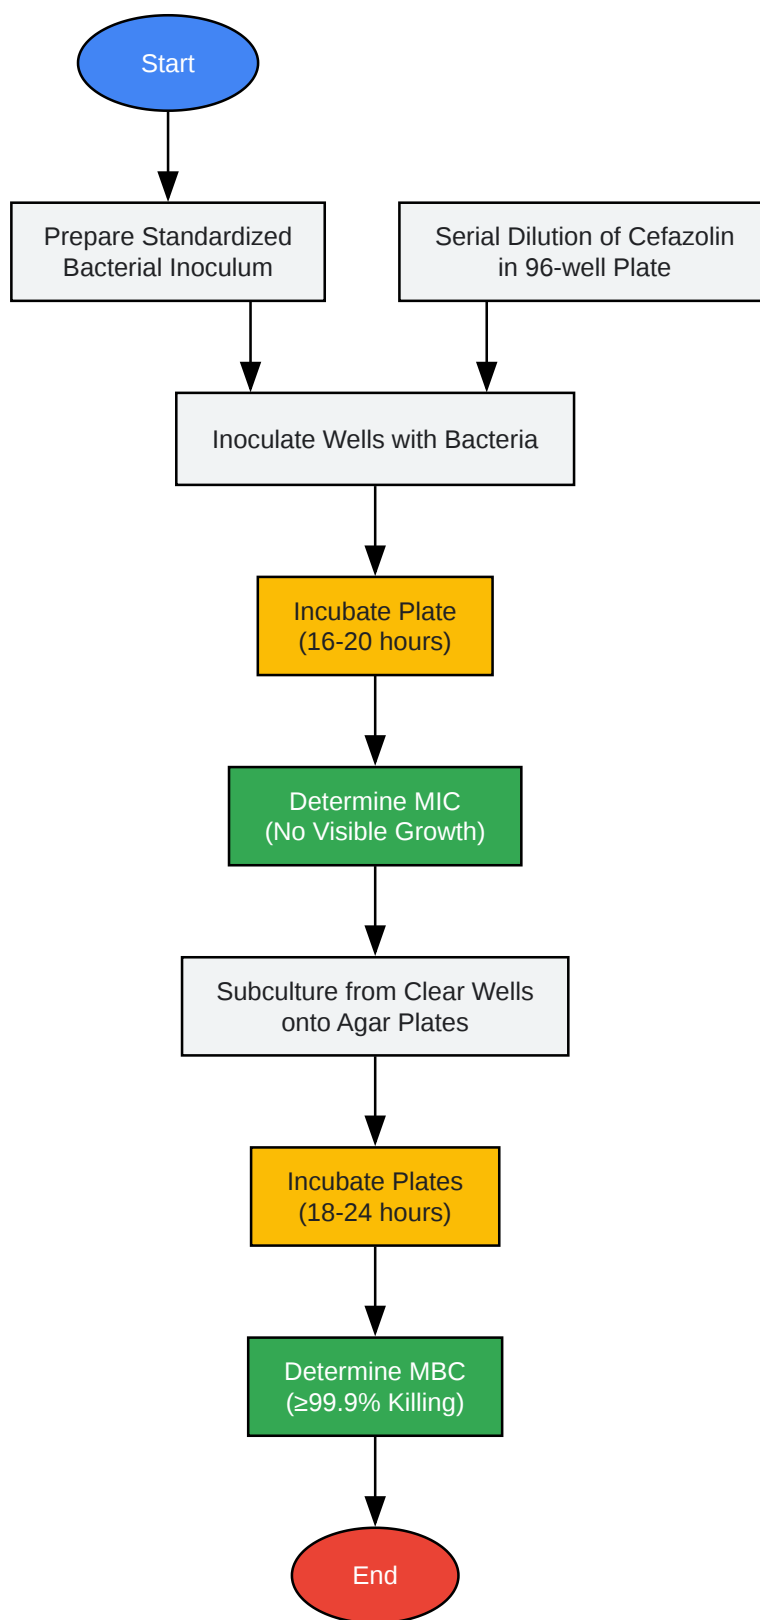 Start
Prepare Standardized
Bacterial Inoculum
Serial Dilution of Cefazolin
in 96-well Plate
Inoculate Wells with Bacteria
Incubate Plate
(16-20 hours)
Determine MIC
(No Visible Growth)
Subculture from Clear Wells
onto Agar Plates
Incubate Plates
(18-24 hours)
Determine MBC
(≥99.9% Killing)
End